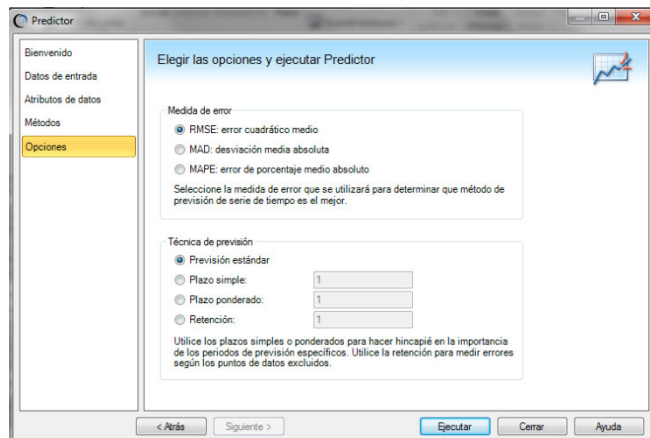 Predictor
Bienvenido
Datos de entrada
Atributos de datos
Métodos
Opciones
Elegir las opciones y ejecutar Predictor
Medida de error
RMSE: error cuadrático medio
MAD: desviación media absoluta
MAPE: error de porcentaje medio absoluto
Seleccione la medida de error que se utilizará para determinar que método de
previsión de serie de tiempo es el mejor.
Técnica de previsión
Previsión estándar
Plazo simple: 1
Plazo ponderado: 1
Retención: 1
Utilice los plazos simples o ponderados para hacer hincapié en la importancia
de los periodos de previsión específicos. Utilice la retención para medir errores
según los puntos de datos excluidos.
< Atrás Siguiente > Ejecutar Cerrar Ayuda